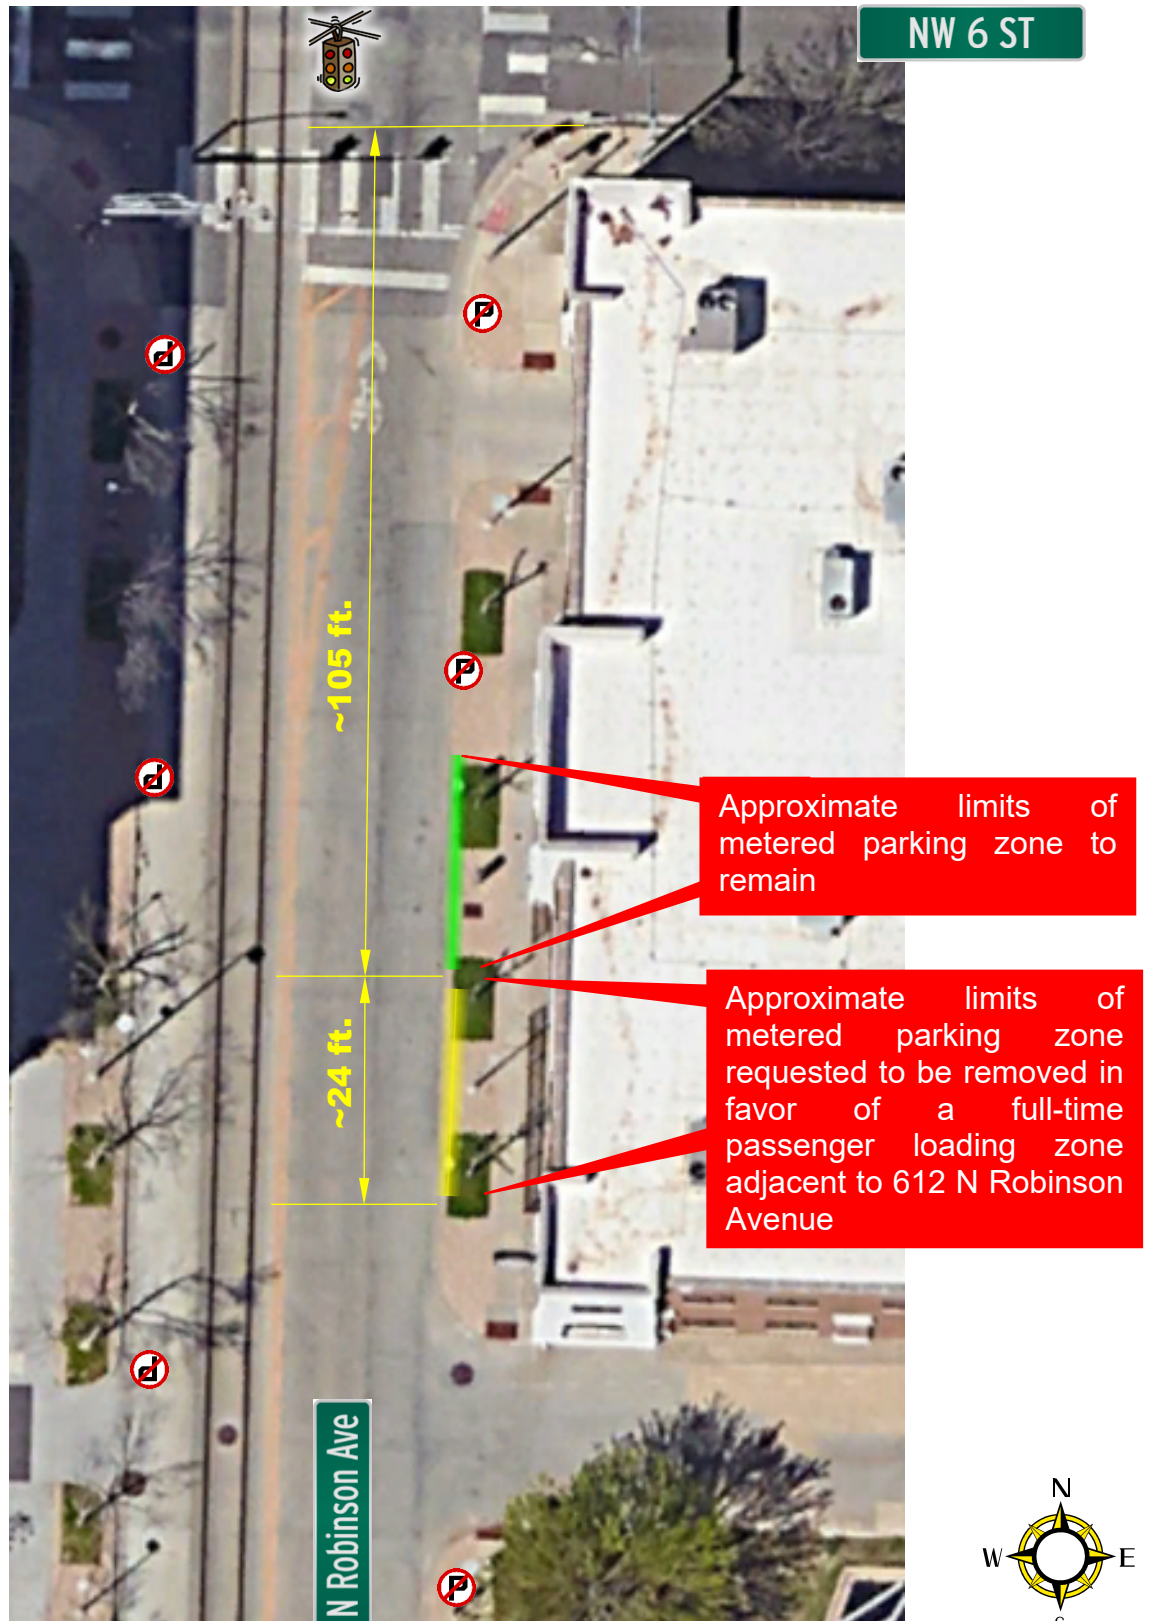 NW 6 ST
P
P
~105 ft.
P
P
Approximate limits of
metered parking zone to
remain
Approximate limits of
metered parking zone
requested to be removed in
favor of a full-time
passenger loading zone
adjacent to 612 N Robinson
Avenue
~24 ft.
P
N Robinson Ave
P
N
W E
S